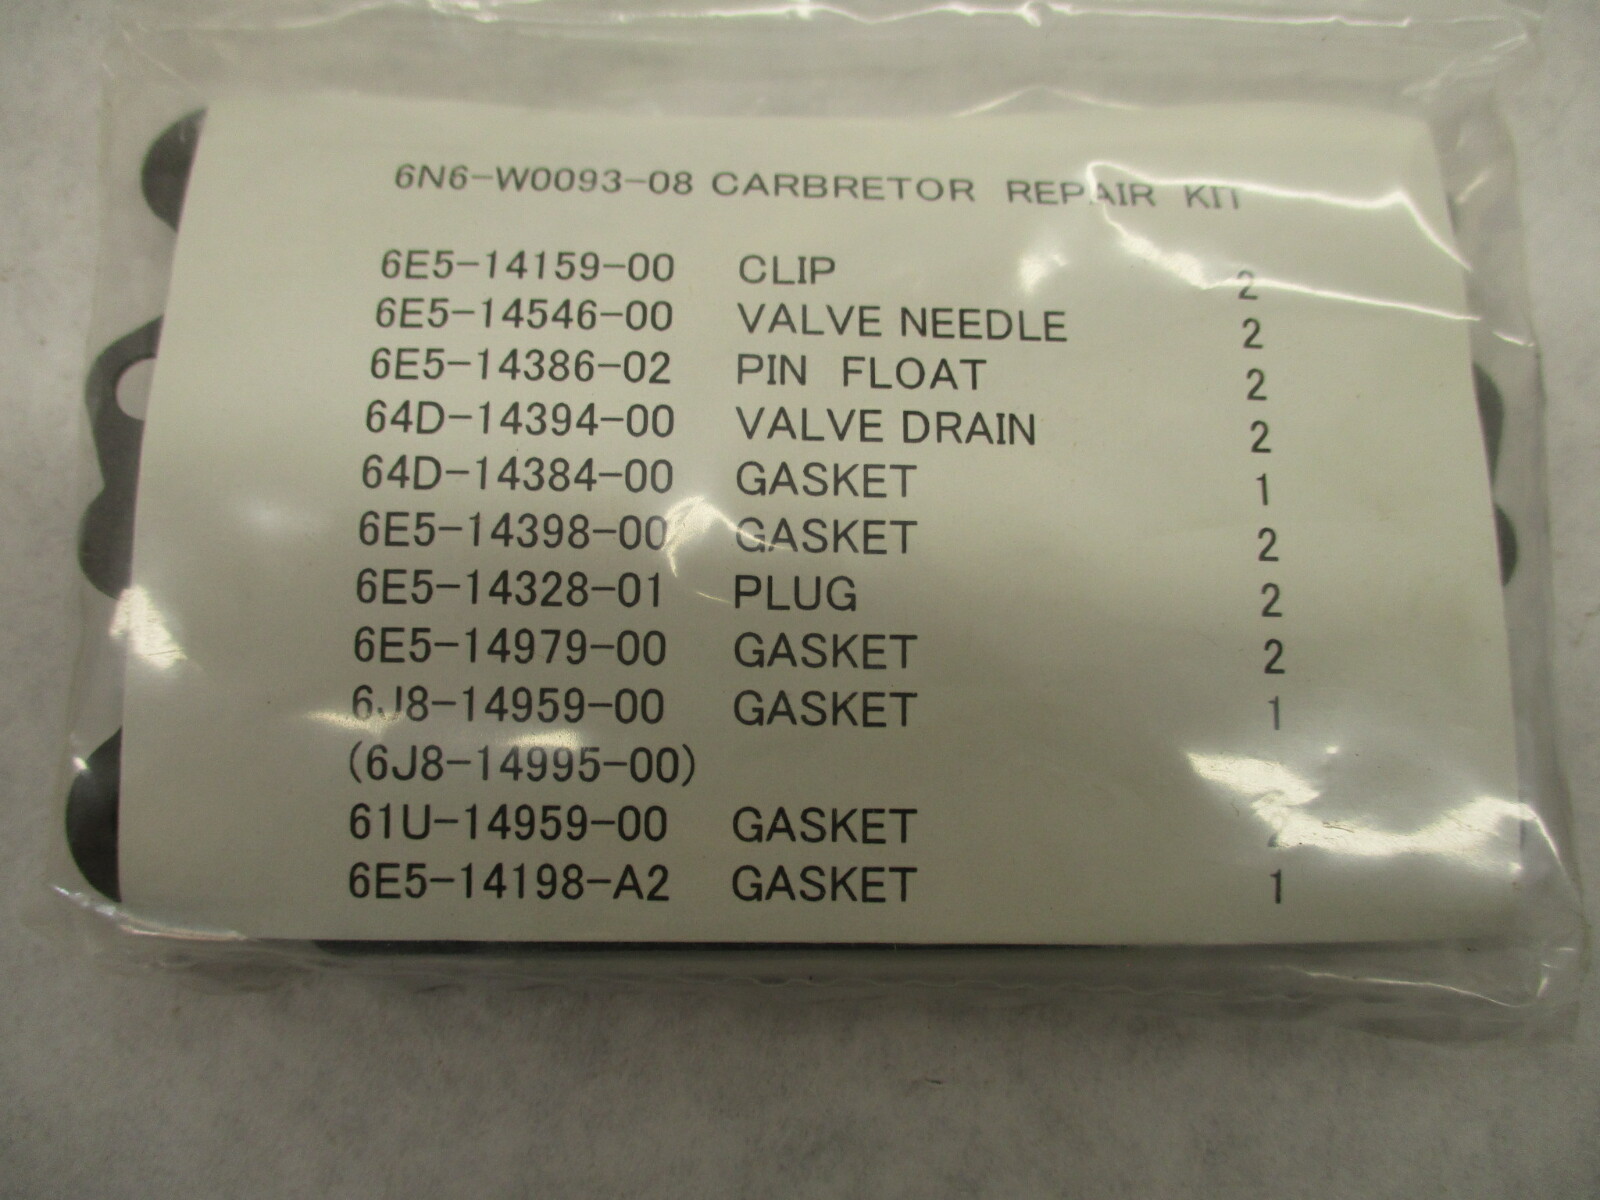 6N6-W0093-08 CARBRETOR REPAIR KIT
6E5-14159-00 CLIP 2
6E5-14546-00 VALVE NEEDLE 2
6E5-14386-02 PIN FLOAT 2
64D-14394-00 VALVE DRAIN 2
64D-14384-00 GASKET 1
6E5-14398-00 GASKET 2
6E5-14328-01 PLUG 2
6E5-14979-00 GASKET 2
6J8-14959-00 GASKET 1
(6J8-14995-00)
61U-14959-00 GASKET 2
6E5-14198-A2 GASKET 1